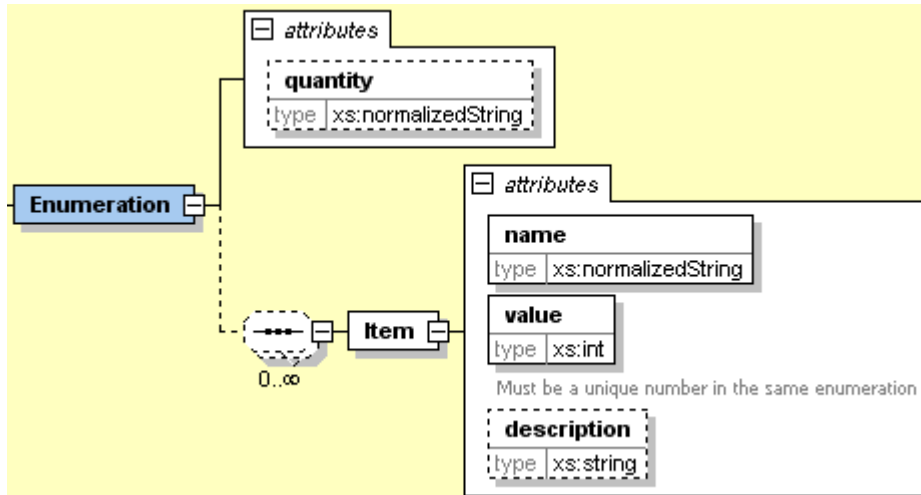 attributes
quantity
type xs:normalizedString
Enumeration
attributes
name
type xs:normalizedString
value
type xs:int
Must be a unique number in the same enumeration
description
type xs:string
Item
0..∞